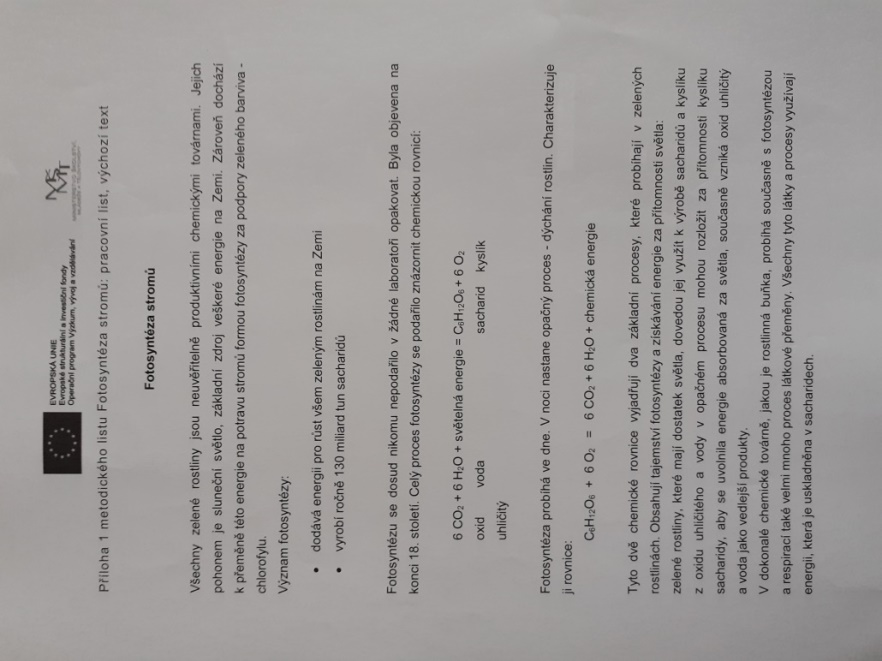 EVROPSKÁ UNIE
Evropské strukturální a investiční fondy
Operační program Výzkum, vývoj a vzdělávání
MINISTERSTVO ŠKOLSTVÍ,
MLÁDEŽE A TĚLOVÝCHOVY
Příloha 1 metodického listu Fotosyntéza stromů: pracovní list, výchozí text
Fotosyntéza stromů
Všechny zelené rostliny jsou neuvěřitelně produktivními chemickými továrnami. Jejich
pohonem je sluneční světlo, základní zdroj veškeré energie na Zemi. Zároveň dochází
k přeměně této energie na potravu stromů formou fotosyntézy za podpory zeleného barviva -
chlorofylu.
Význam fotosyntézy:
• dodává energii pro růst všem zeleným rostlinám na Zemi
• vyrobí ročně 130 miliard tun sacharidů
Fotosyntézu se dosud nikomu nepodařilo v žádné laboratoři opakovat. Byla objevena na
konci 18. století. Celý proces fotosyntézy se podařilo znázornit chemickou rovnicí:
6 CO₂ + 6 H₂O + světelná energie = C₆H₁₂O₆ + 6 O₂
oxid voda sacharid kyslík
uhličitý
Fotosyntéza probíhá ve dne. V noci nastane opačný proces - dýchání rostlin. Charakterizuje
ji rovnice:
C₆H₁₂O₆ + 6 O₂ = 6 CO₂ + 6 H₂O + chemická energie
Tyto dvě chemické rovnice vyjadřují dva základní procesy, které probíhají v zelených
rostlinách. Obsahují tajemství fotosyntézy a získávání energie za přítomnosti světla:
zelené rostliny, které mají dostatek světla, dovedou jej využít k výrobě sacharidů a kyslíku
z oxidu uhličitého a vody v opačném procesu mohou rozložit za přítomnosti kyslíku
sacharidy, aby se uvolnila energie absorbovaná za světla, současně vzniká oxid uhličitý
a voda jako vedlejší produkty.
V dokonalé chemické továrně, jakou je rostlinná buňka, probíhá současně s fotosyntézou
a respirací také velmi mnoho proces látkové přeměny. Všechny tyto látky a procesy využívají
energii, která je uskladněna v sacharidech.